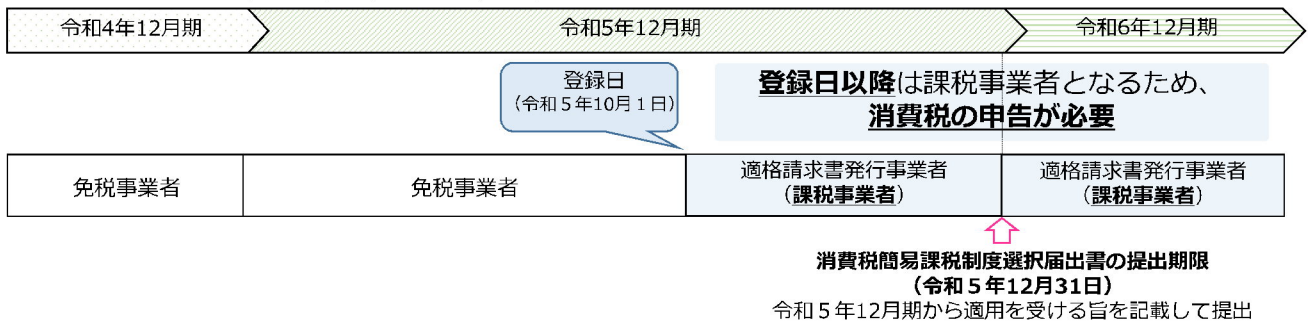 令和4年12月期
令和5年12月期
令和6年12月期
登録日
（令和５年10月１日）
登録日以降は課税事業者となるため、
消費税の申告が必要
免税事業者
免税事業者
適格請求書発行事業者
（課税事業者）
適格請求書発行事業者
（課税事業者）
消費税簡易課税制度選択届出書の提出期限
（令和５年12月31日）
令和５年12月期から適用を受ける旨を記載して提出